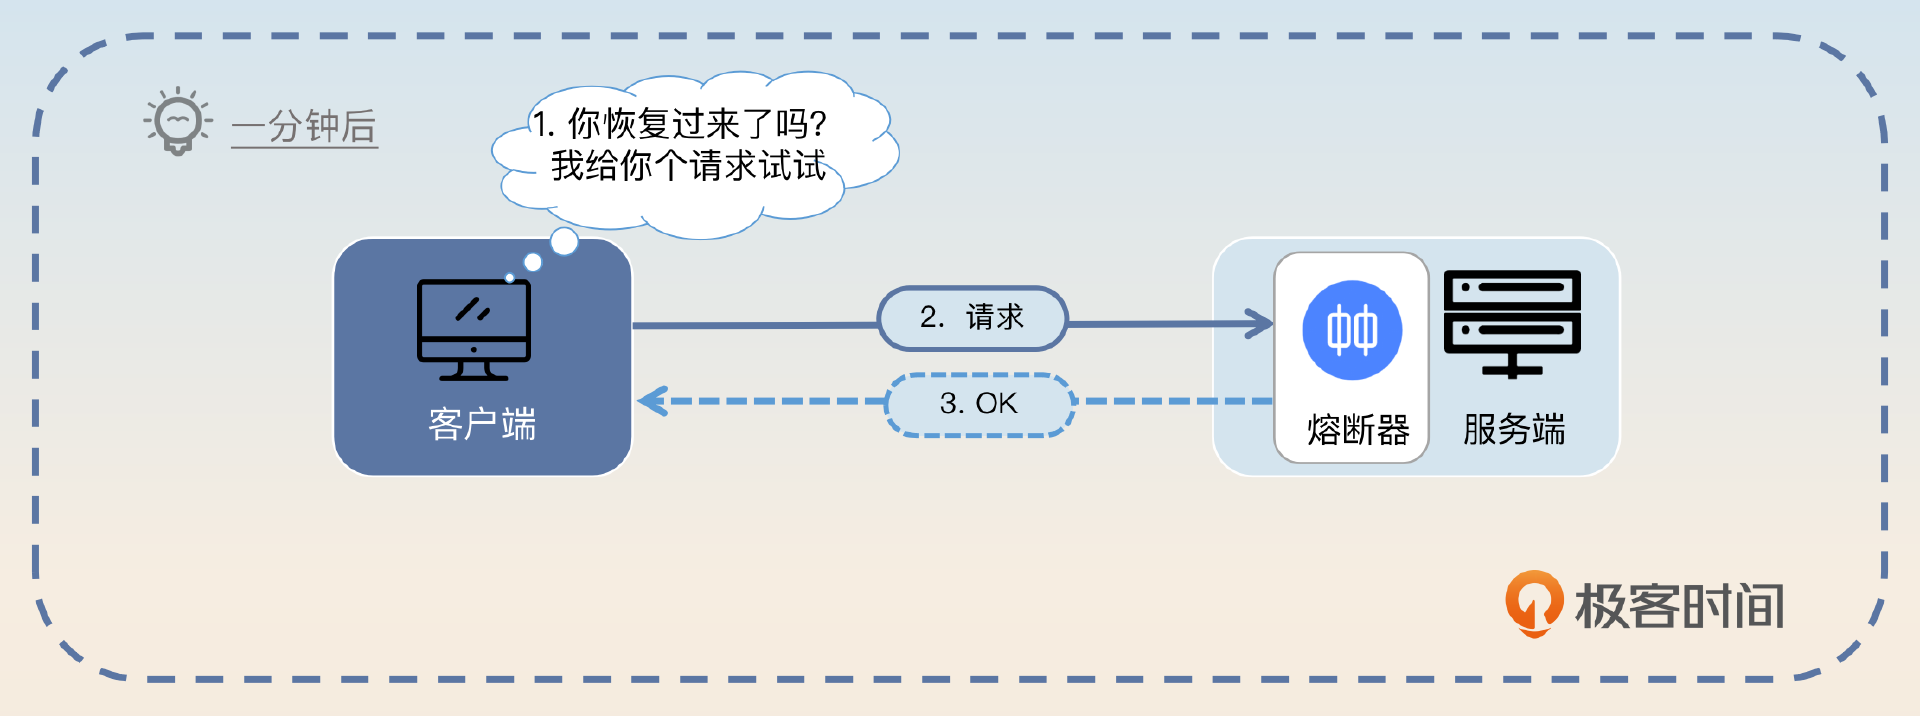 一分钟后
1. 你恢复过来了吗?
我给你个请求试试
2. 请求
3. OK
客户端
熔断器
服务端
极客时间